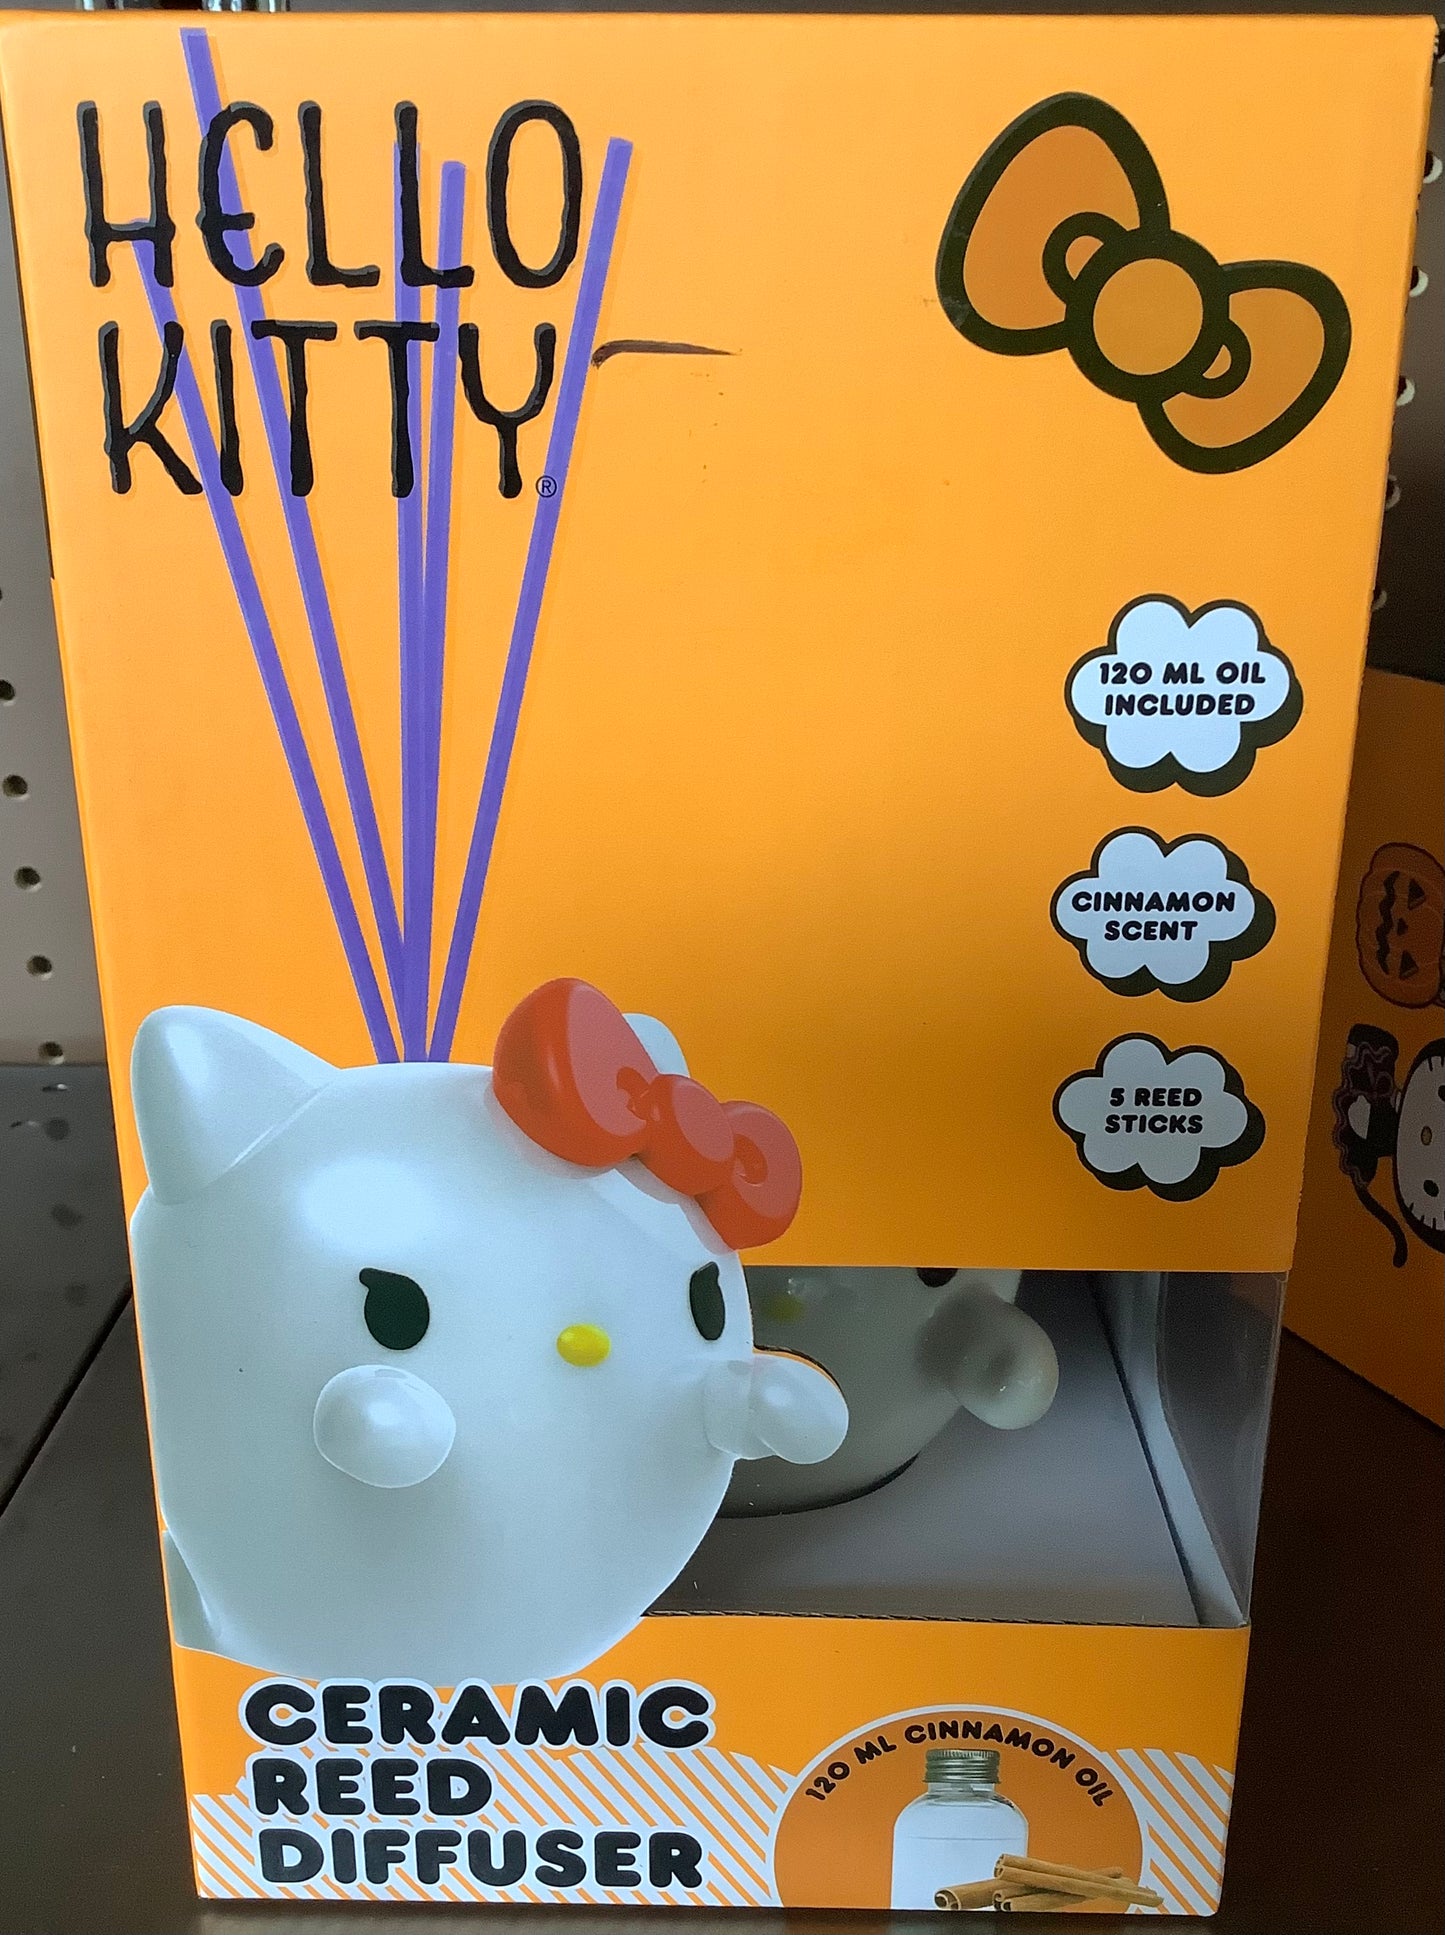 HELLO
KITTY®
120 ML OIL
INCLUDED
CINNAMON
SCENT
5 REED
STICKS
CERAMIC
REED
DIFFUSER
120 ML CINNAMON OIL